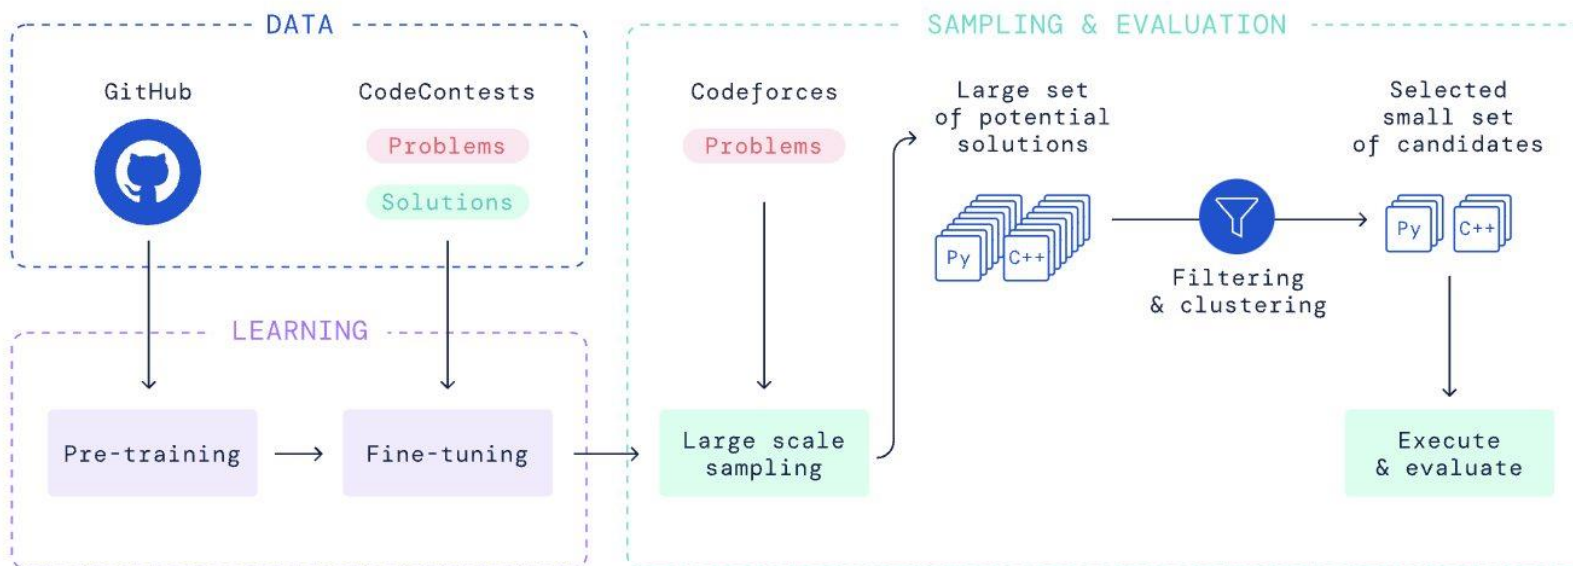 DATA
GitHub
CodeContests
Problems
Solutions
LEARNING
Pre-training
Fine-tuning
SAMPLING & EVALUATION
Codeforces
Problems
Large scale
sampling
Large set
of potential
solutions
Py
C++
Filtering
& clustering
Selected
small set
of candidates
Py
C++
Execute
& evaluate